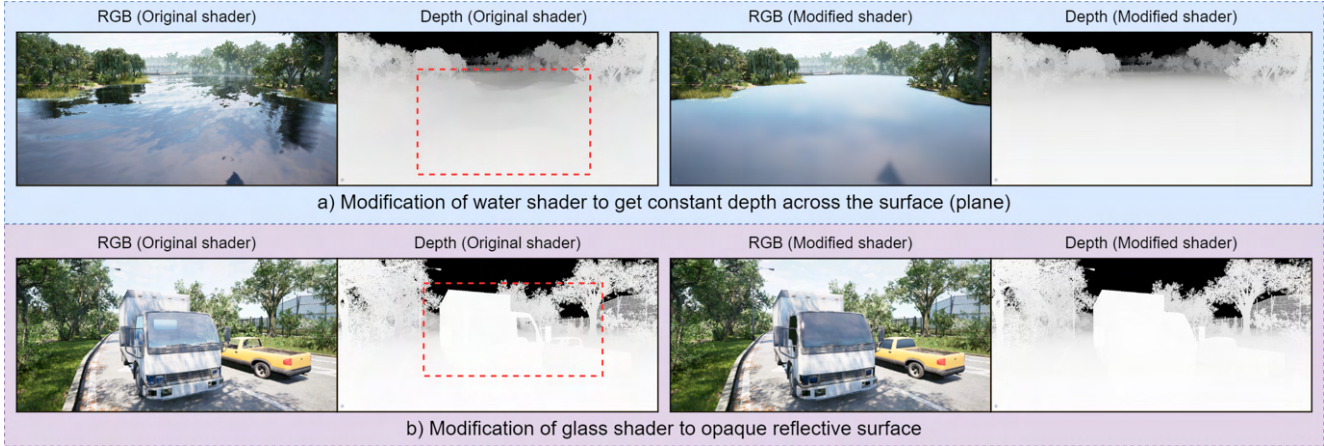 RGB (Original shader)
Depth (Original shader)
RGB (Modified shader)
Depth (Modified shader)
a) Modification of water shader to get constant depth across the surface (plane)
RGB (Original shader)
Depth (Original shader)
RGB (Modified shader)
Depth (Modified shader)
b) Modification of glass shader to opaque reflective surface